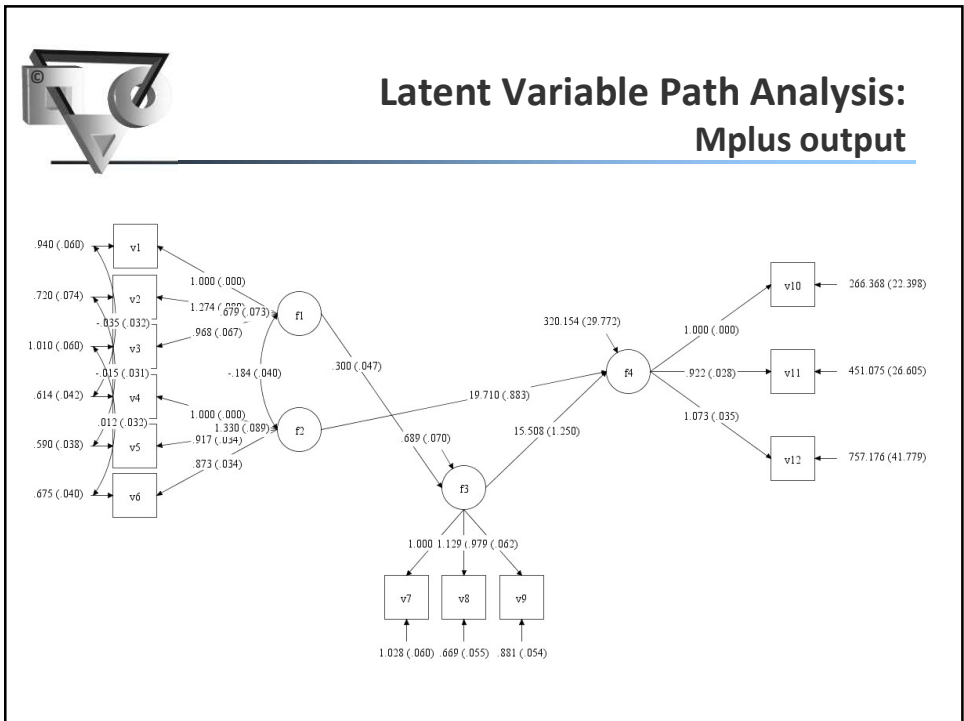 ©
Latent Variable Path Analysis:
Mplus output
.940 (.060)
v1
1.000 (.000)
.720 (.074)
v2
1.274
.679 (.073)
f1
-.035 (.032)
.968 (.067)
1.010 (.060)
v3
-.015 (.031)
-.184 (.040)
.300 (.047)
.614 (.042)
v4
1.000 (.000)
.012 (.032)
1.330 (.089)
f2
.590 (.038)
v5
.917 (.034)
.873 (.034)
.675 (.040)
v6
19.710 (.883)
15.508 (1.250)
.689 (.070)
f3
1.000
1.129
.979 (.062)
v7
v8
v9
1.028 (.060)
.669 (.055)
.881 (.054)
320.154 (29.772)
f4
1.000 (.000)
v10
266.368 (22.398)
.922 (.028)
v11
451.075 (26.605)
1.073 (.035)
v12
757.176 (41.779)